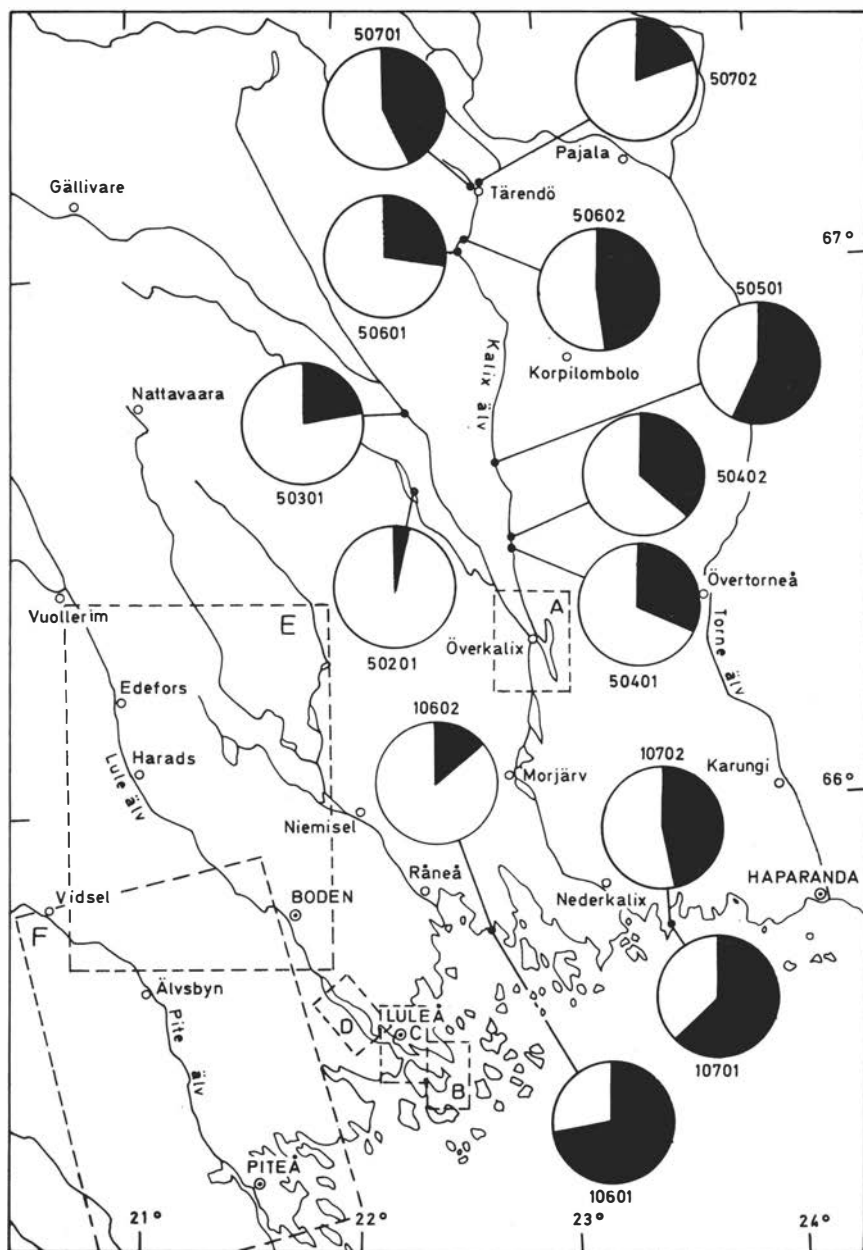 50701
50702
Pajala
Gällivare
Tärendö
50602
67°
50501
50601
Korpilombolo
Kalix älv
Nattavaara
50301
50402
Vuollerim
E
A
Övertorneå
50201
Överkalix
Torne älv
50401
Edefors
10602
10702
Harads
Morjärv
Karungi
Lule älv
66°
Niemisel
Råneå
HAPARANDA
Vidsel
BODEN
Nederkalix
F
Älvsbyn
D
LULEÅ
C
Pite älv
B
10701
PITEÅ
10601
21°
22°
23°
24°